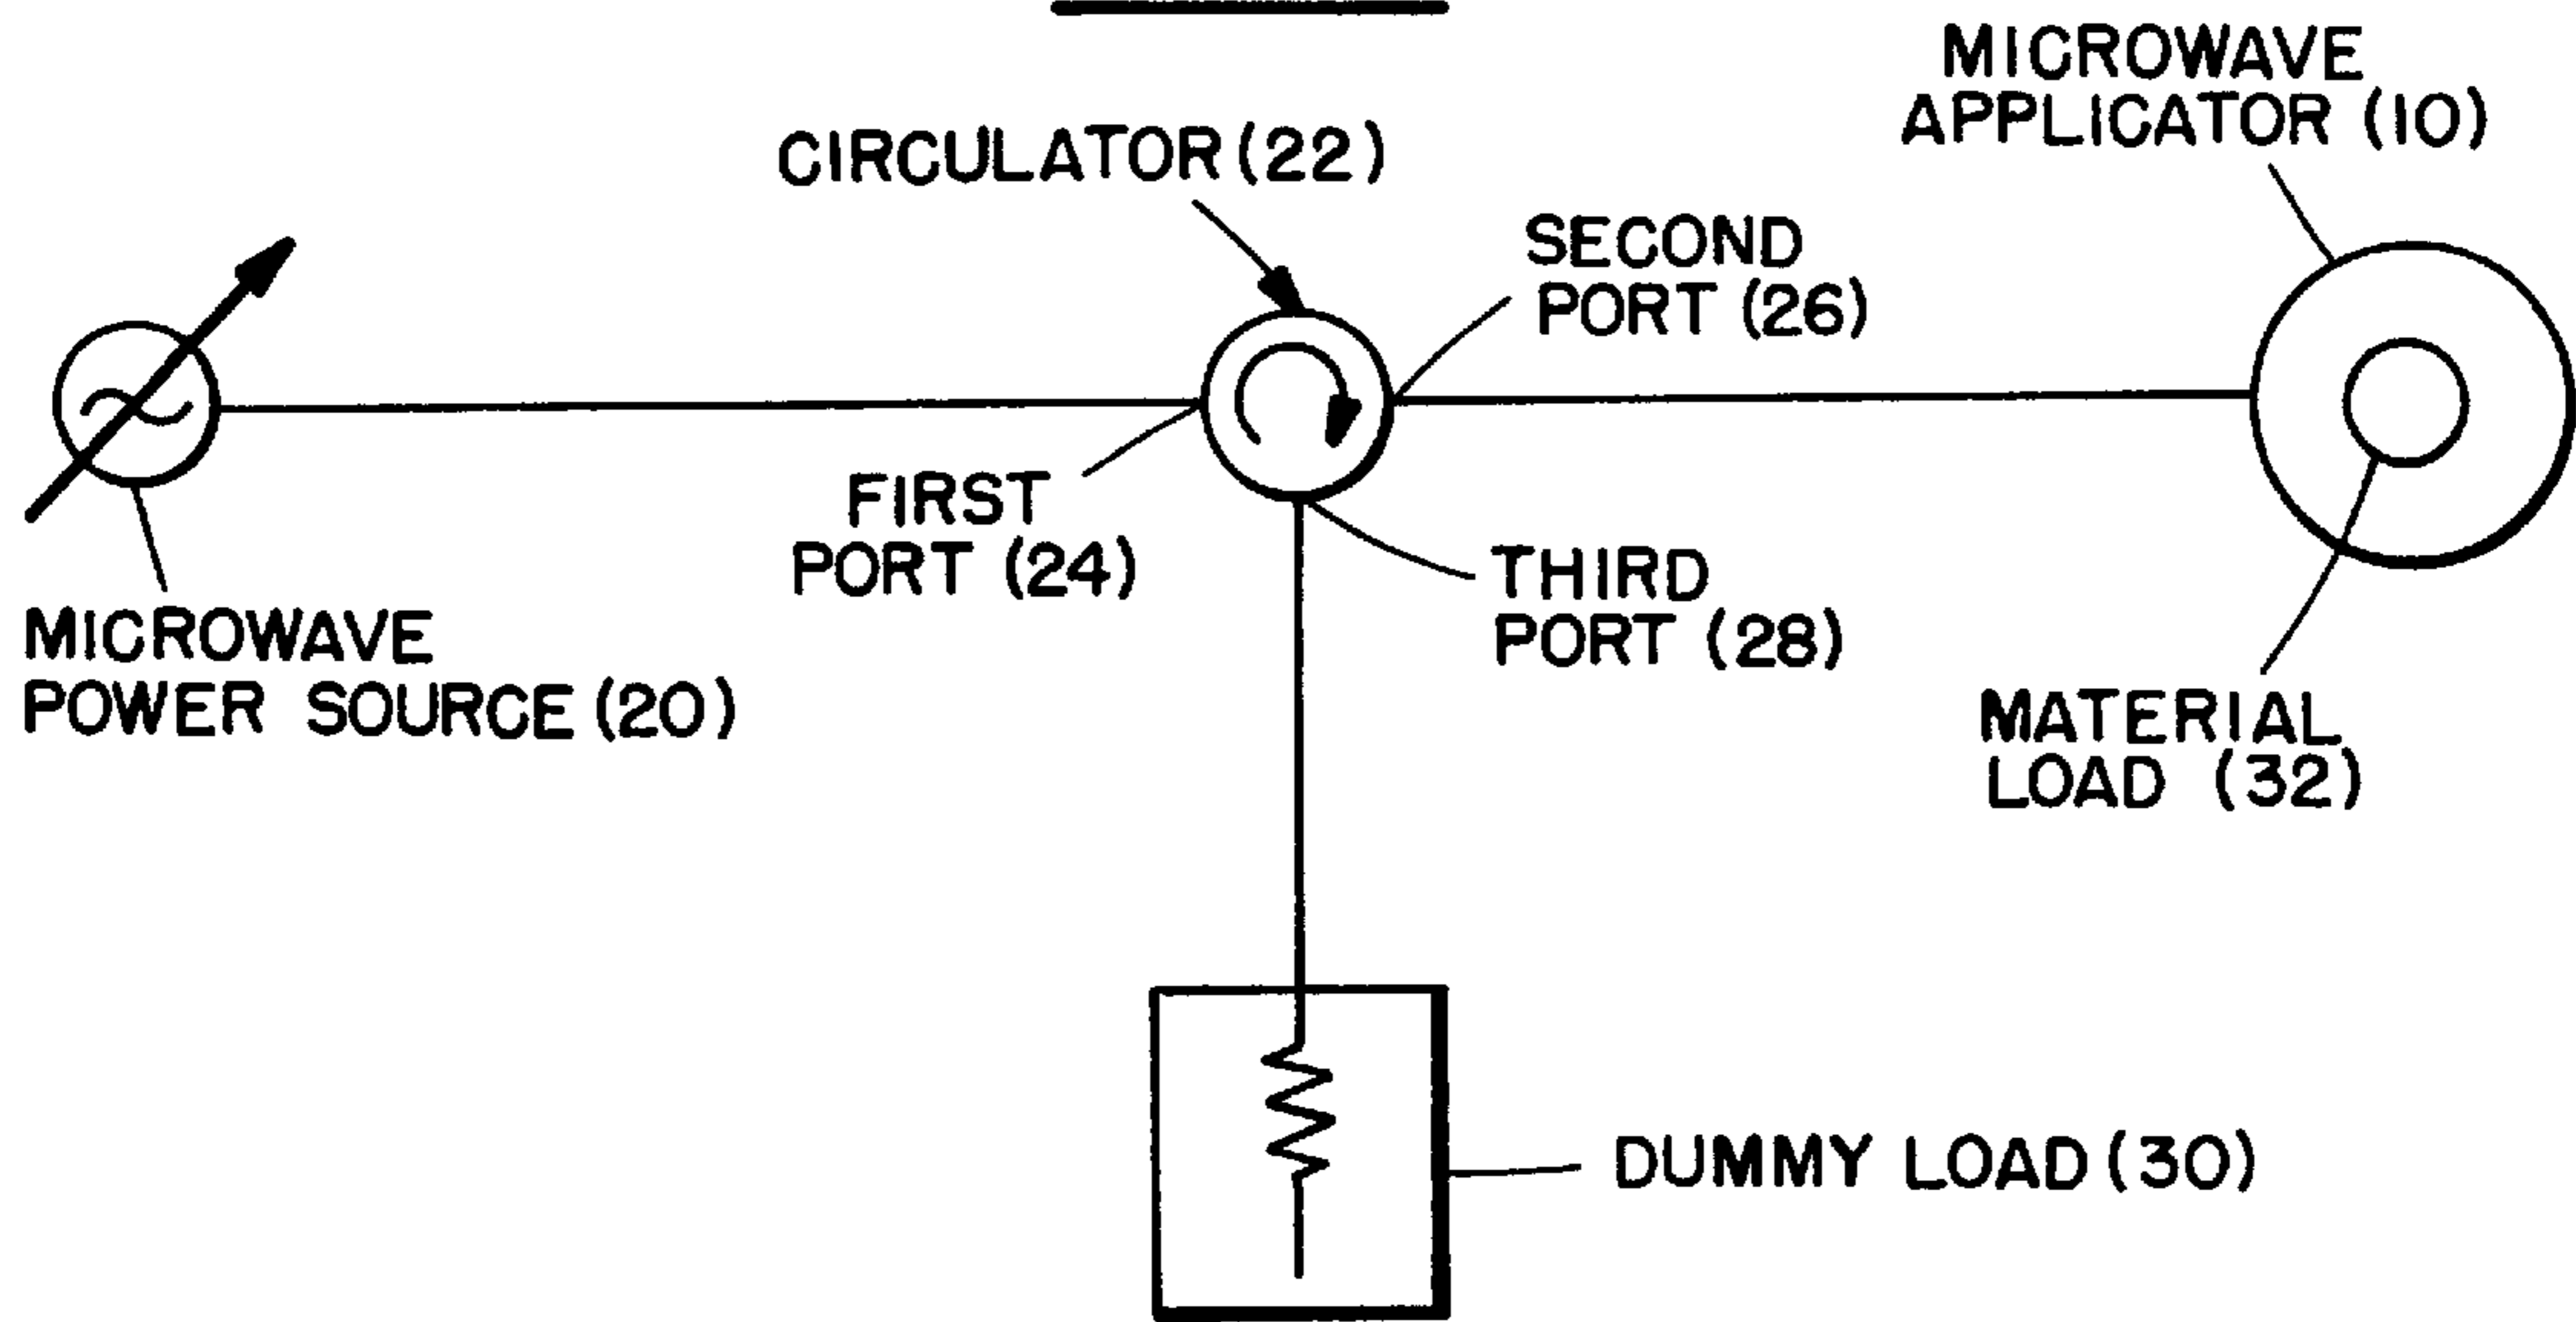 MICROWAVE
APPLICATOR (10)
CIRCULATOR (22)
SECOND
PORT (26)
FIRST
PORT (24)
THIRD
PORT (28)
MICROWAVE
POWER SOURCE (20)
MATERIAL
LOAD (32)
DUMMY LOAD (30)